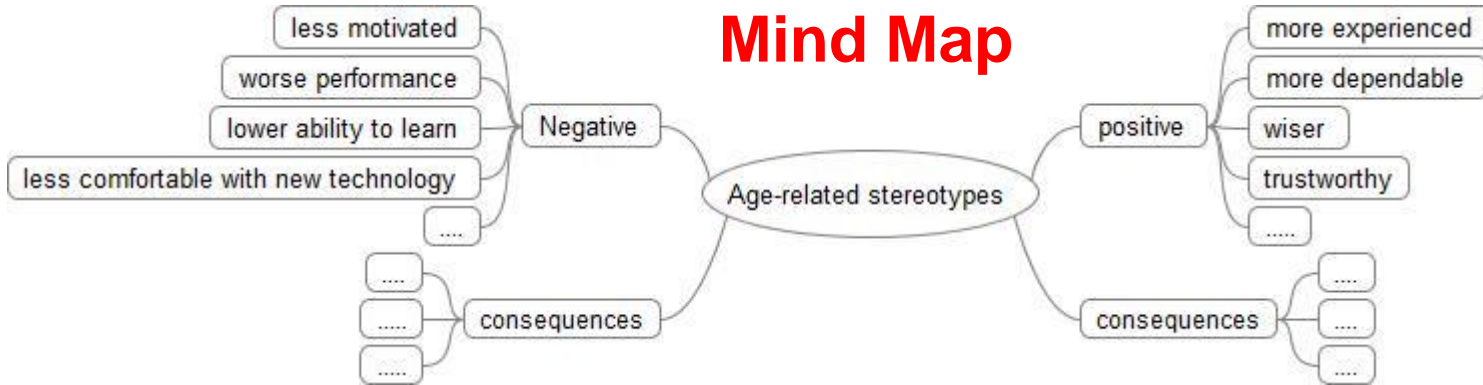 Mind Map
less motivated
worse performance
lower ability to learn
less comfortable with new technology
....
Negative
....
.....
.....
consequences
Age-related stereotypes
positive
more experienced
more dependable
wiser
trustworthy
.....
consequences
....
....
....